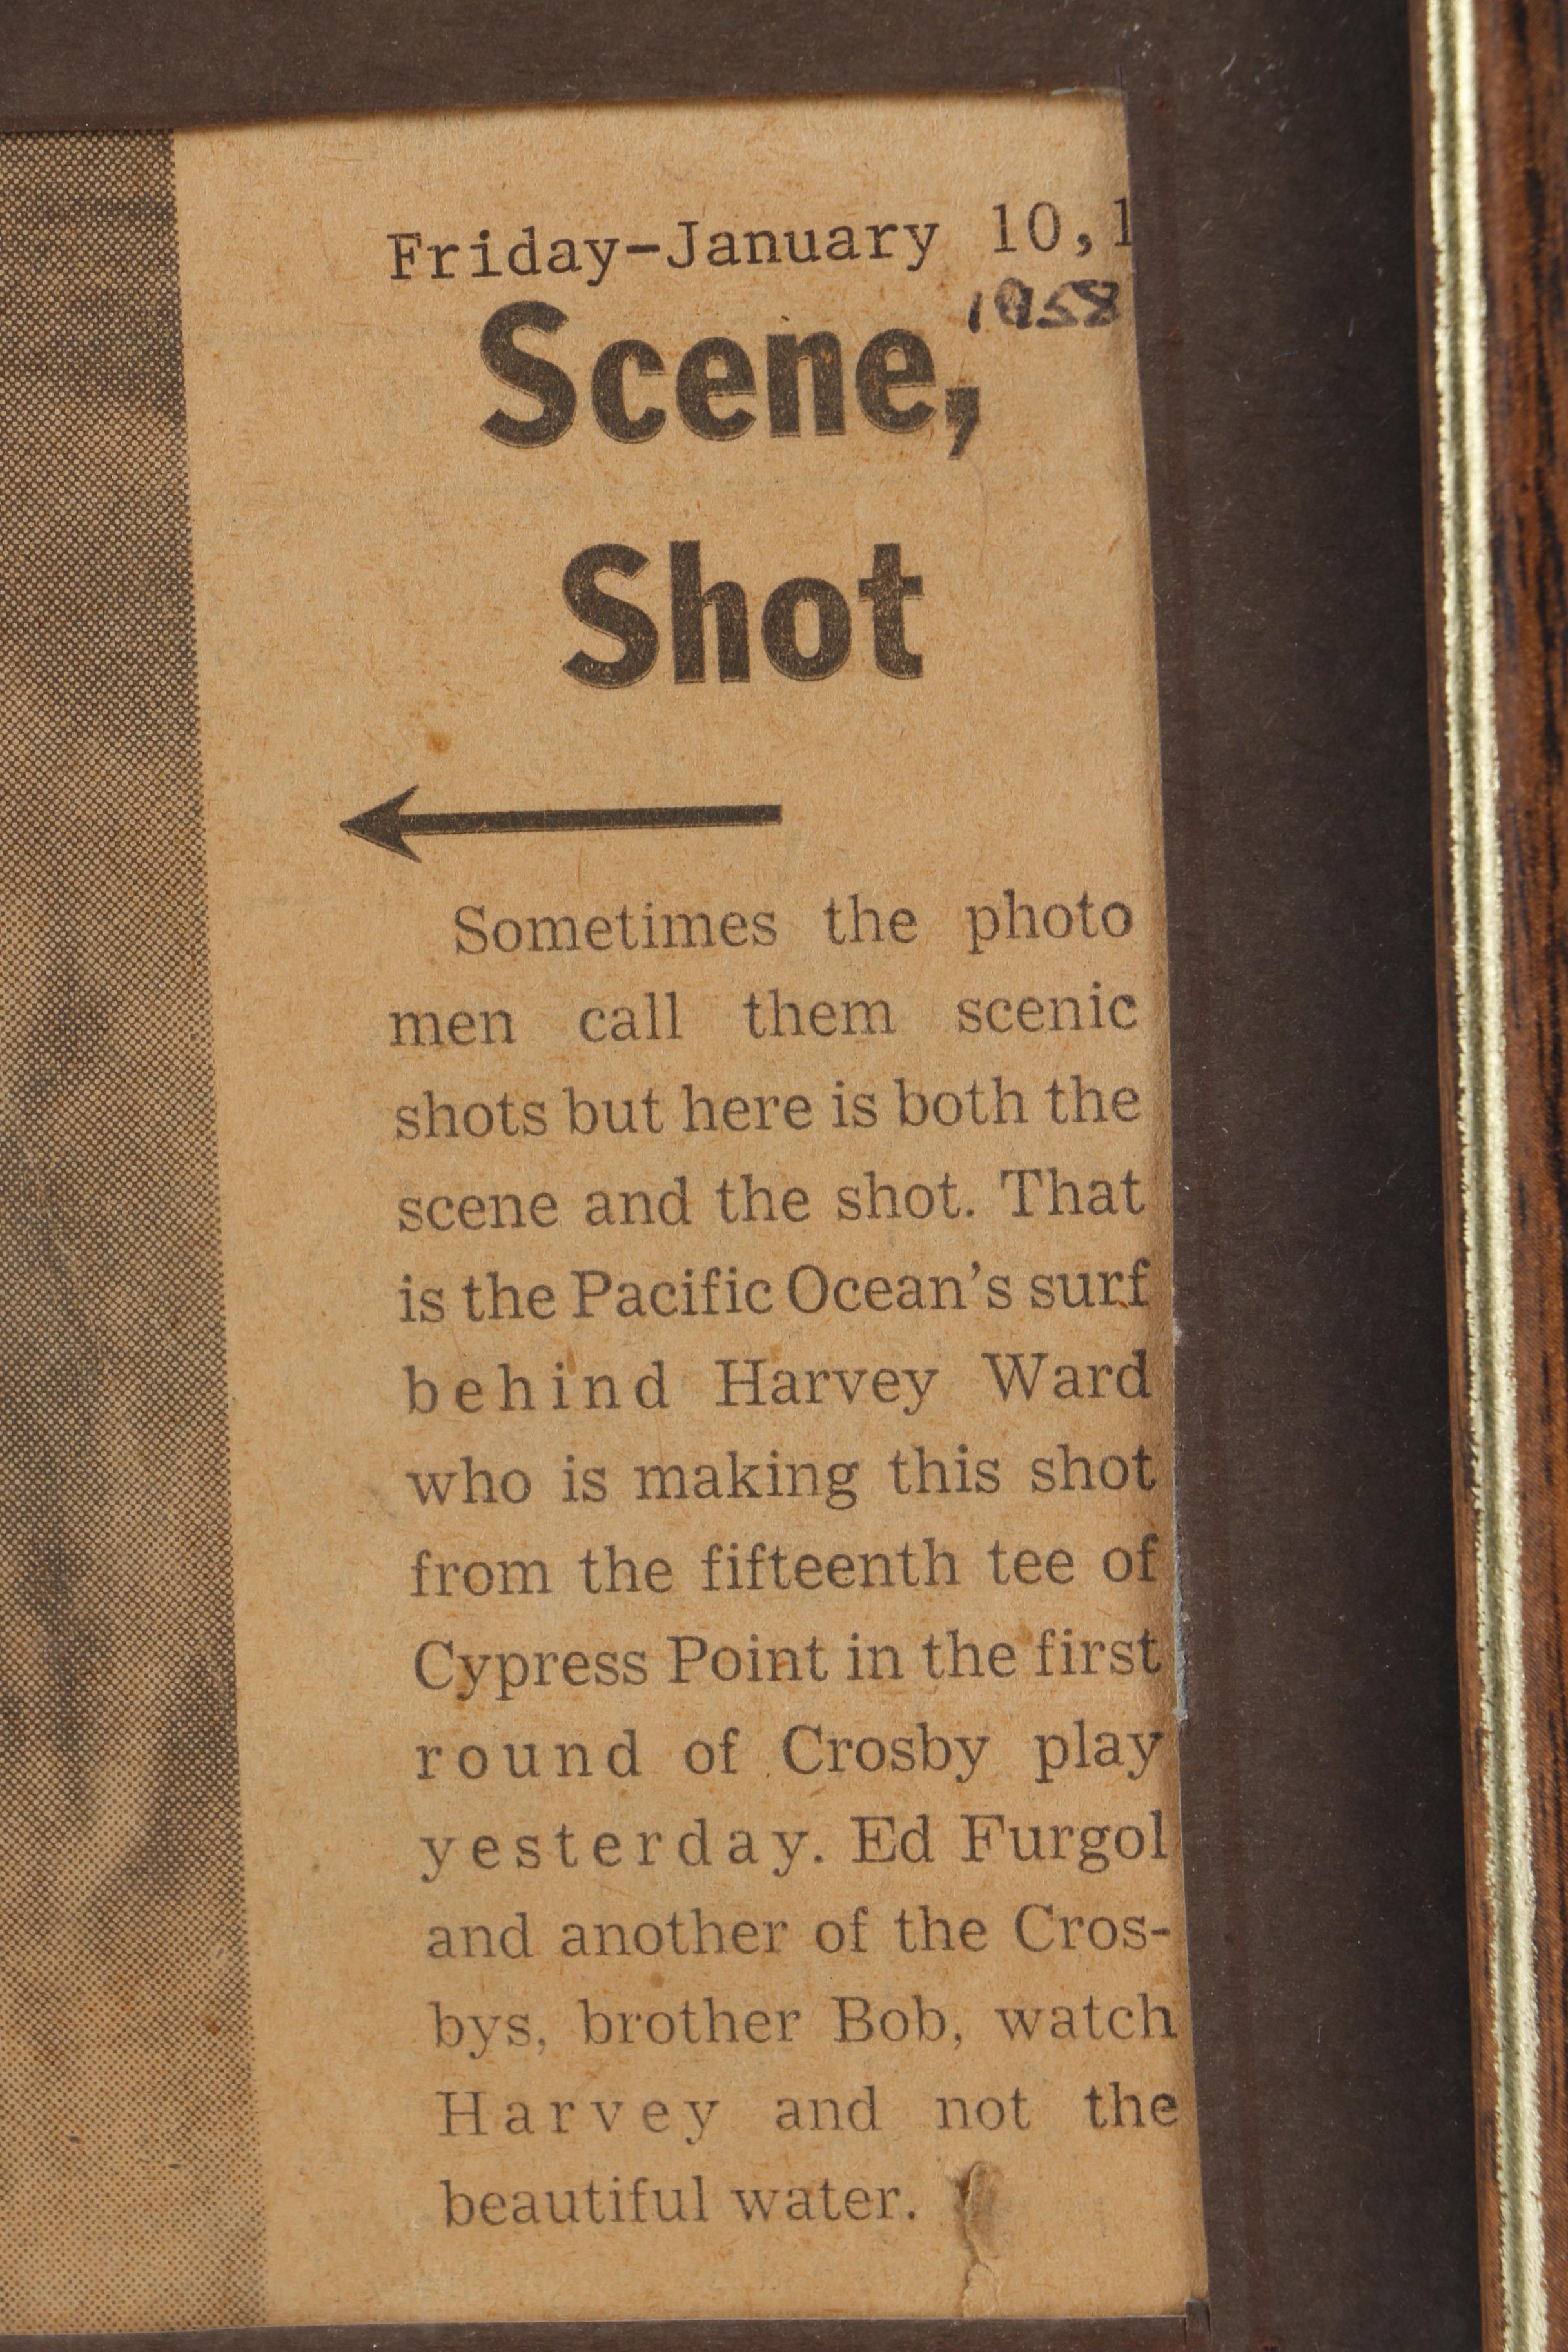 Friday-January 10,1
1958
Scene,
Shot
Sometimes the photo
men call them scenic
shots but here is both the
scene and the shot. That
is the Pacific Ocean's surf
behind Harvey Ward
who is making this shot
from the fifteenth tee of
Cypress Point in the first
round of Crosby play
yesterday. Ed Furgol
and another of the Cros-
bys, brother Bob, watch
Harvey and not the
beautiful water.